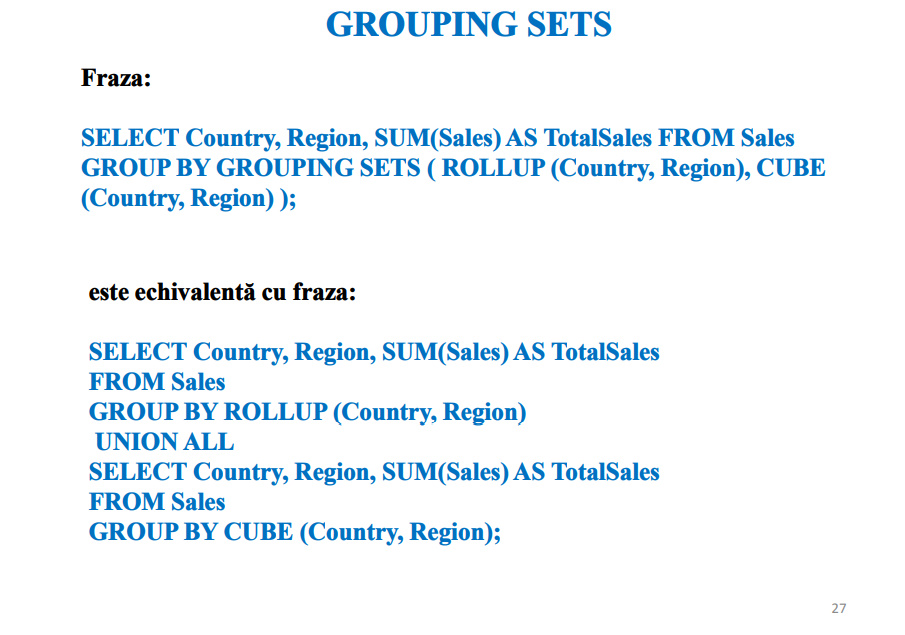 GROUPING SETS
Fraza:
SELECT Country, Region, SUM(Sales) AS TotalSales FROM Sales
GROUP BY GROUPING SETS ( ROLLUP (Country, Region), CUBE
(Country, Region) );
este echivalentă cu fraza:
SELECT Country, Region, SUM(Sales) AS TotalSales
FROM Sales
GROUP BY ROLLUP (Country, Region)
UNION ALL
SELECT Country, Region, SUM(Sales) AS TotalSales
FROM Sales
GROUP BY CUBE (Country, Region);
27